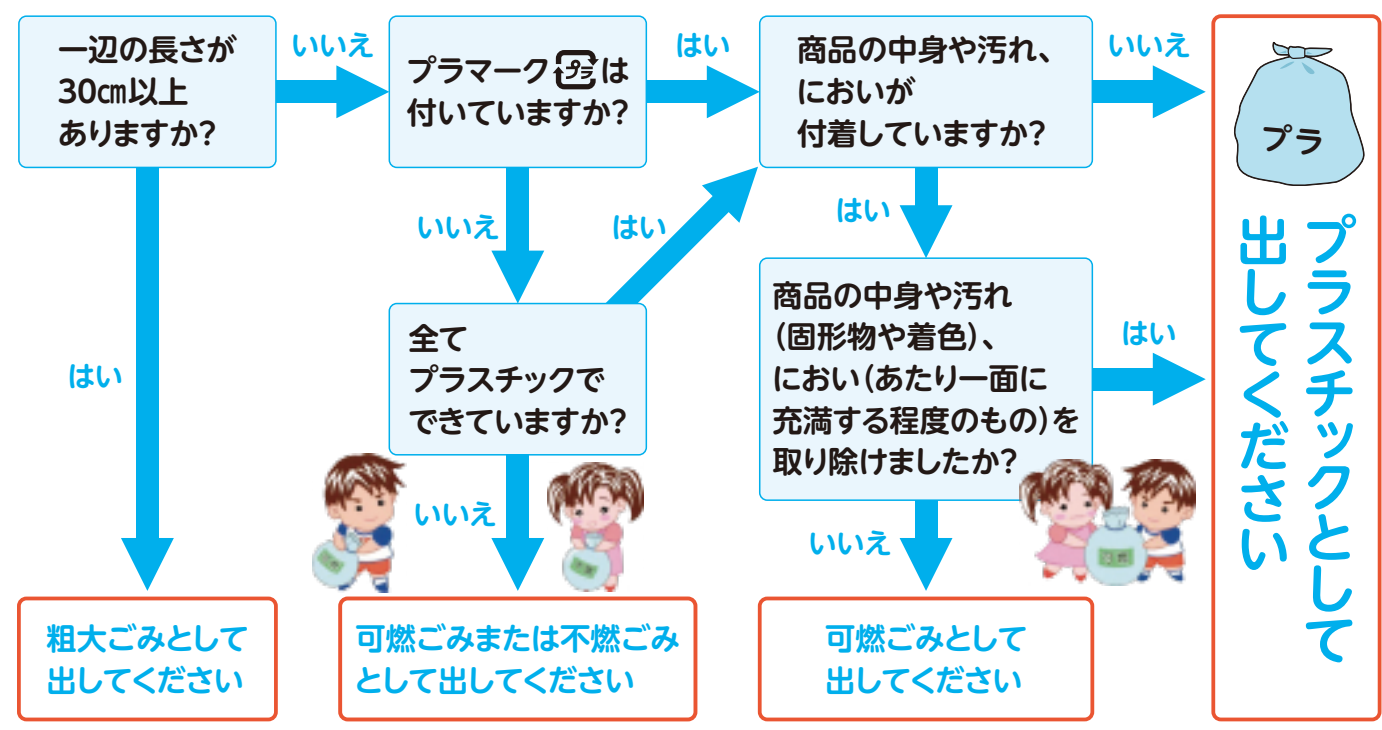 一辺の長さが
30㎝以上
ありますか?
いいえ
はい
プラマーク プラ は
付いていますか?
はい
いいえ
全て
プラスチックで
できていますか?
はい
いいえ
商品の中身や汚れ、
においが
付着していますか?
いいえ
はい
商品の中身や汚れ
(固形物や着色)、
におい(あたり一面に
充満する程度のもの)を
取り除けましたか?
はい
いいえ
プラ
プラスチックとして
出してください
粗大ごみとして
出してください
可燃ごみまたは不燃ごみ
として出してください
可燃ごみとして
出してください